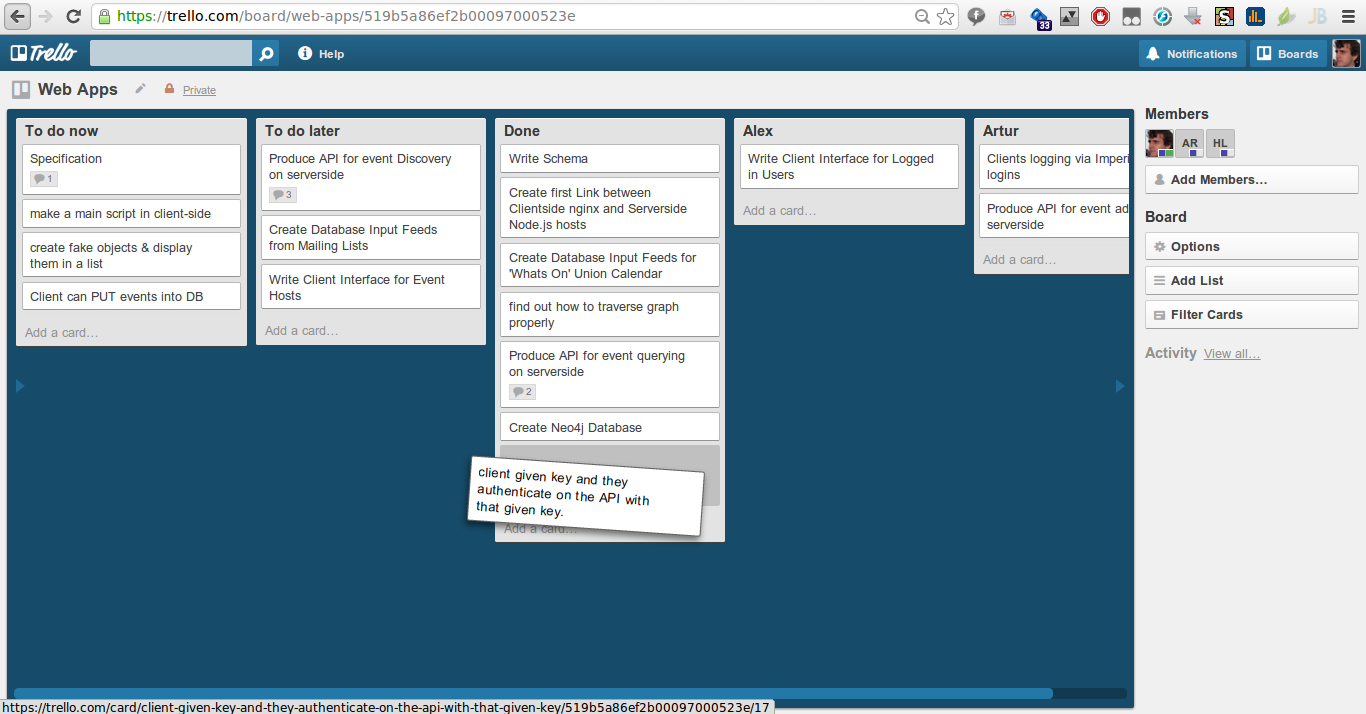 https://trello.com/board/web-apps/519b5a86ef2b00097000523e
33
S
JB
Trello
Help
Notifications
Boards
Web Apps
Private
To do now
Specification
1
make a main script in client-side
create fake objects & display
them in a list
Client can PUT events into DB
Add a card…
To do later
Produce API for event Discovery
on serverside
3
Create Database Input Feeds
from Mailing Lists
Write Client Interface for Event
Hosts
Add a card…
Done
Write Schema
Create first Link between
Clientside nginx and Serverside
Node.js hosts
Create Database Input Feeds for
'Whats On' Union Calendar
find out how to traverse graph
properly
Produce API for event querying
on serverside
2
Create Neo4j Database
client given key and they
authenticate on the API with
that given key.
Add a card…
Alex
Write Client Interface for Logged
in Users
Add a card…
Artur
Clients logging via Imperi
logins
Produce API for event ad
serverside
Add a card…
Members
AR
HL
Add Members…
Board
Options
Add List
Filter Cards
Activity View all…
https://trello.com/card/client-given-key-and-they-authenticate-on-the-api-with-that-given-key/519b5a86ef2b00097000523e/17